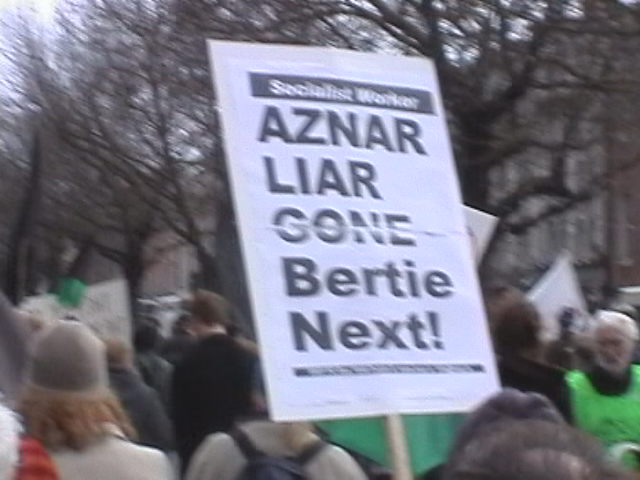 Socialist Worker
AZNAR
LIAR
GONE
Bertie
Next!